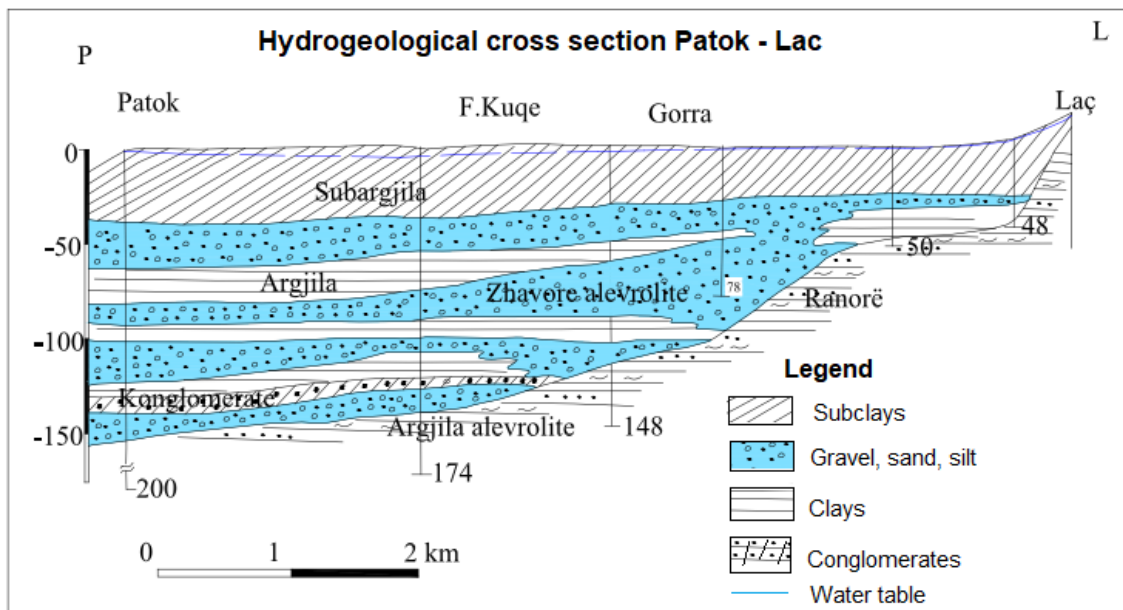 Hydrogeological cross section Patok - Lac
P
L
Patok
F.Kuqe
Gorra
Laç
0
Subargjila
-50
50
48
Argjila
Zhavore alevrolite
78
Ranorë
-100
Konglomerate
Argjila alevrolite
148
-150
174
200
Legend
Subclays
Gravel, sand, silt
Clays
Conglomerates
Water table
0 1 2 km